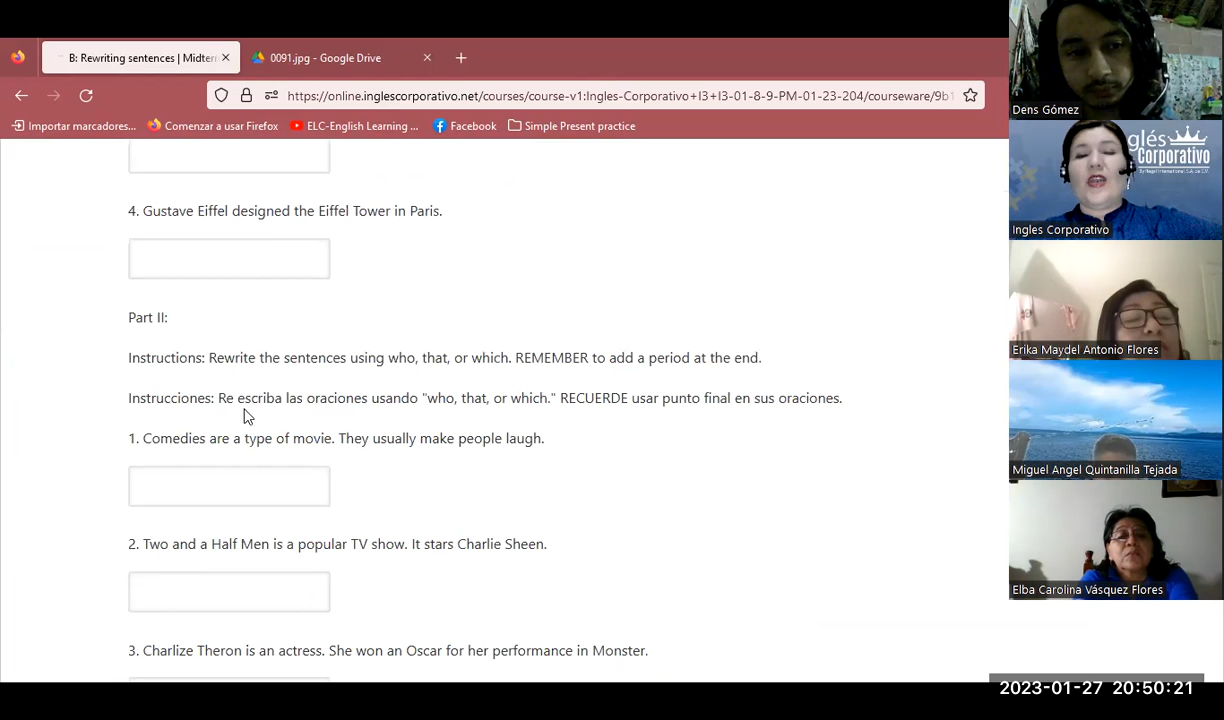 B: Rewriting sentences | Midter
0091.jpg - Google Drive
https://online.inglescorporativo.net/courses/course-v1:Ingles-Corporativo+I3+I3-01-8-9-PM-01-23-204/courseware/9b1
Importar marcadores...
Comenzar a usar Firefox
ELC-English Learning ...
Facebook
Simple Present practice
4. Gustave Eiffel designed the Eiffel Tower in Paris.
Part II:
Instructions: Rewrite the sentences using who, that, or which. REMEMBER to add a period at the end.
Instrucciones: Re escriba las oraciones usando "who, that, or which." RECUERDE usar punto final en sus oraciones.
1. Comedies are a type of movie. They usually make people laugh.
2. Two and a Half Men is a popular TV show. It stars Charlie Sheen.
3. Charlize Theron is an actress. She won an Oscar for her performance in Monster.
Dens Gómez
glés
Corporativo
Ingles Corporativo
Erika Maydel Antonio Flores
Miguel Angel Quintanilla Tejada
Elba Carolina Vásquez Flores
2023-01-27 20:50:21